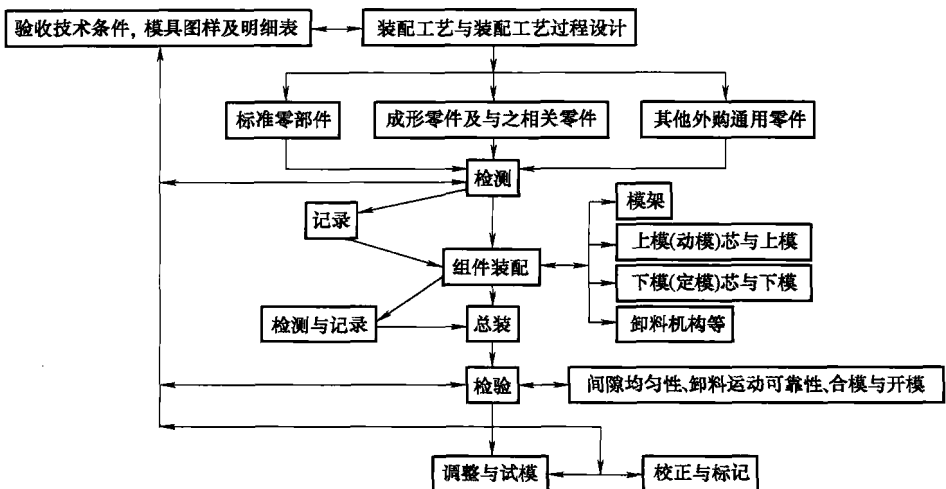 验收技术条件, 模具图样及明细表
装配工艺与装配工艺过程设计
标准零部件
成形零件及与之相关零件
其他外购通用零件
检测
记录
模架
上模(动模)芯与上模
组件装配
下模(定模)芯与下模
检测与记录
总装
卸料机构等
检验
间隙均匀性、卸料运动可靠性、合模与开模
调整与试模
校正与标记